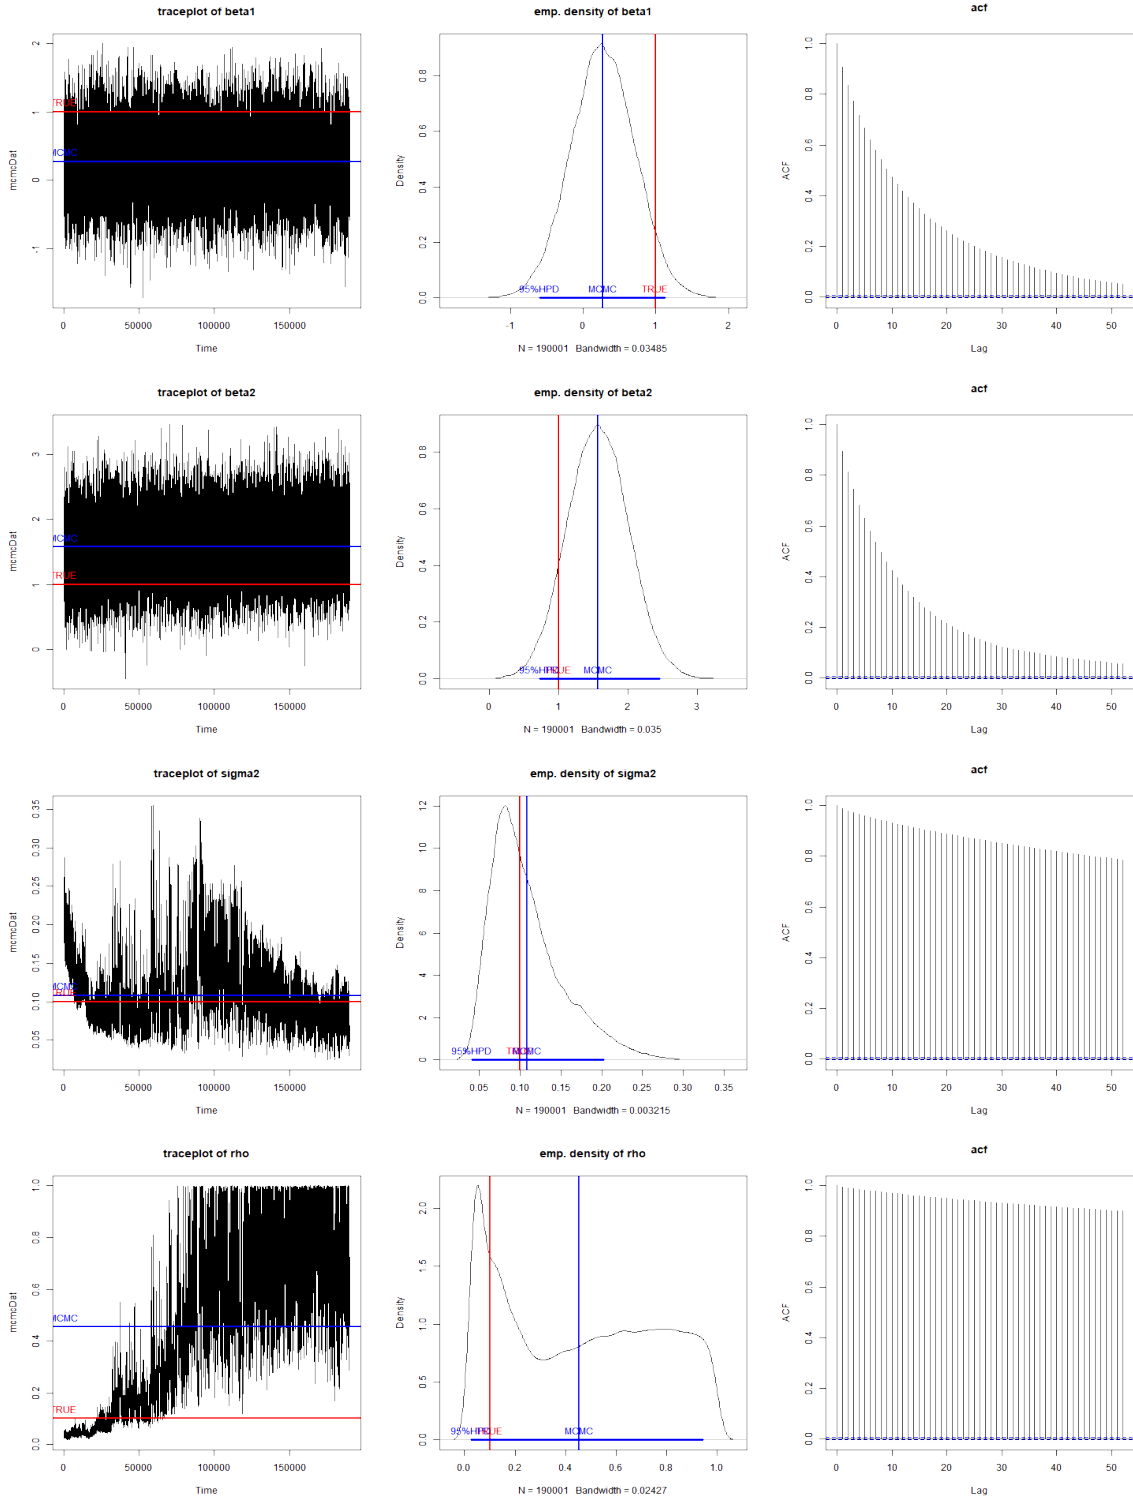 traceplot of beta1
mcmcDat
2
1
0
-1
TRUE
MCMC
0 50000 100000 150000
Time
emp. density of beta1
Density
0.8
0.6
0.4
0.2
0.0
95%HPD MCMC TRUE
-1 0 1 2
N = 190001 Bandwidth = 0.03485
acf
ACF
1.0
0.8
0.6
0.4
0.2
0.0
0 10 20 30 40 50
Lag
traceplot of beta2
mcmcDat
3
2
1
0
MCMC
TRUE
0 50000 100000 150000
Time
emp. density of beta2
Density
0.8
0.6
0.4
0.2
0.0
95%HPD TRUE MCMC
0 1 2 3
N = 190001 Bandwidth = 0.035
acf
ACF
1.0
0.8
0.6
0.4
0.2
0.0
0 10 20 30 40 50
Lag
traceplot of sigma2
mcmcDat
0.35
0.30
0.25
0.20
0.15
0.10
0.05
MCMC
TRUE
0 50000 100000 150000
Time
emp. density of sigma2
Density
12
10
8
6
4
2
0
95%HPD TRUE MCMC
0.05 0.10 0.15 0.20 0.25 0.30 0.35
N = 190001 Bandwidth = 0.003215
acf
ACF
1.0
0.8
0.6
0.4
0.2
0.0
0 10 20 30 40 50
Lag
traceplot of rho
mcmcDat
1.0
0.8
0.6
0.4
0.2
0.0
MCMC
TRUE
0 50000 100000 150000
Time
emp. density of rho
Density
2.0
1.5
1.0
0.5
0.0
95%HPD TRUE MCMC
0.0 0.2 0.4 0.6 0.8 1.0
N = 190001 Bandwidth = 0.02427
acf
ACF
1.0
0.8
0.6
0.4
0.2
0.0
0 10 20 30 40 50
Lag